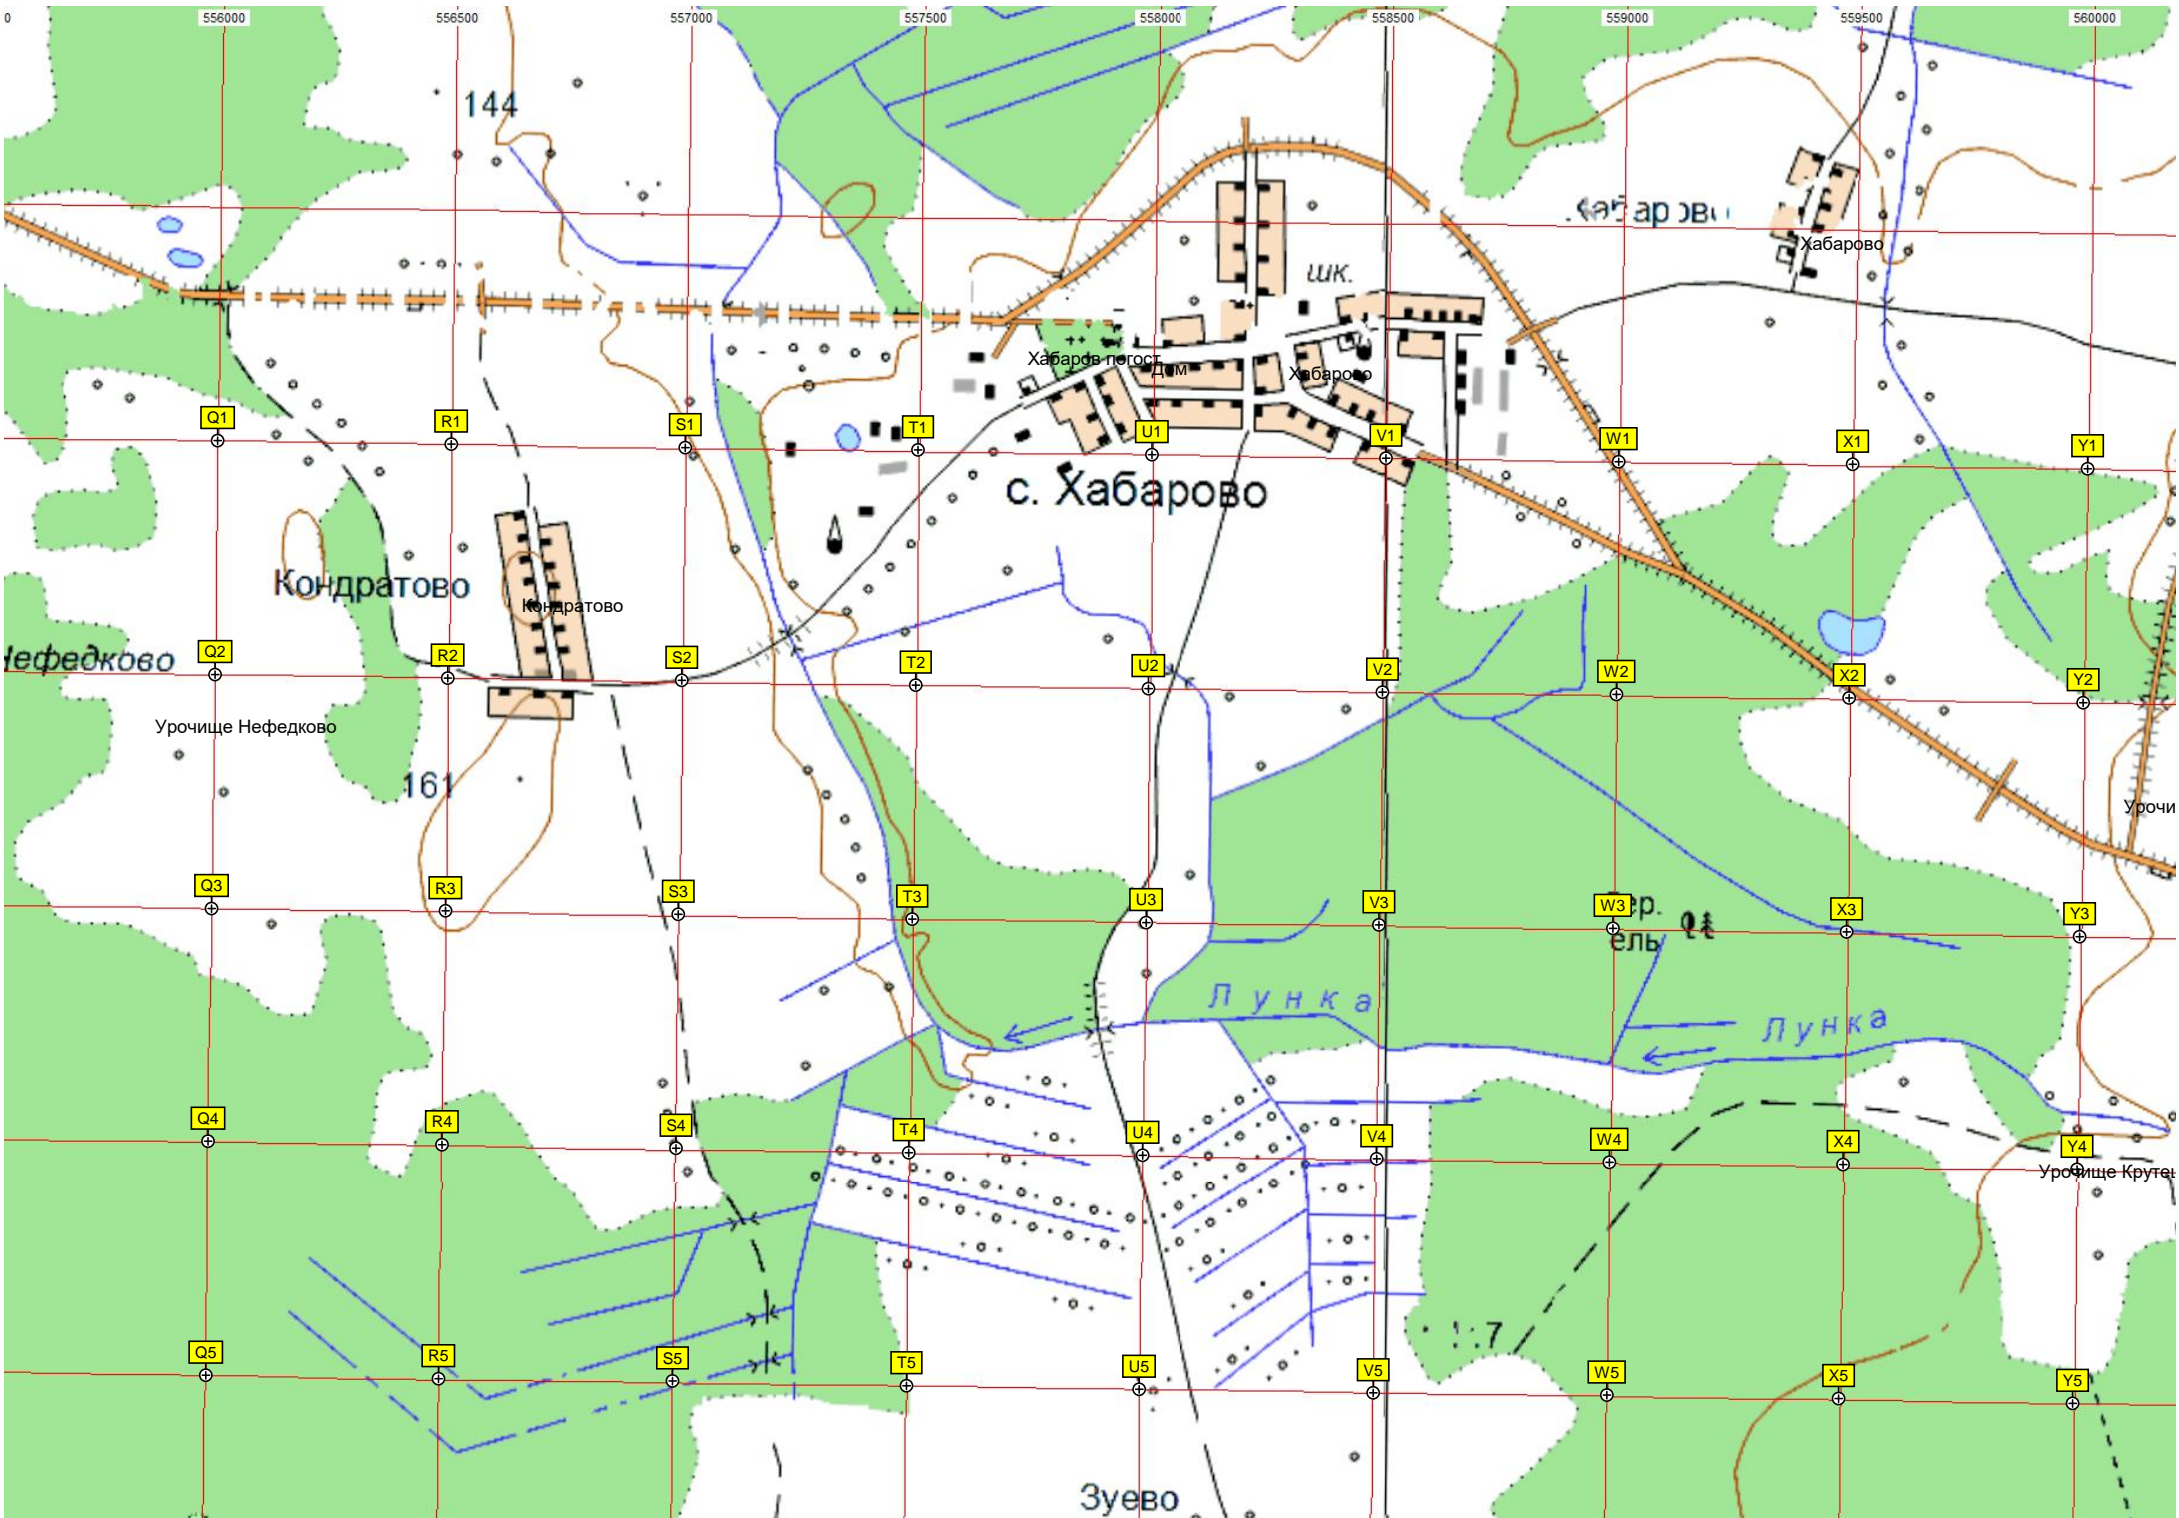 0 556000 556500 557000 557500 558000 558500 559000 559500 560000
144
Хабарово
шк.
Хабаров погост
Дом
Хабарово
Q1 R1 S1 T1 U1 V1 W1 X1 Y1
с. Хабарово
Кондратово
Кондратово
Нефедково
Q2 R2 S2 T2 U2 V2 W2 X2 Y2
Урочище Нефедково
161
Урочи
Q3 R3 S3 T3 U3 V3 W3 X3 Y3
ель
Лунка
Лунка
Q4 R4 S4 T4 U4 V4 W4 X4 Y4
Урочище Крутец
Q5 R5 S5 T5 U5 V5 W5 X5 Y5
Зуево